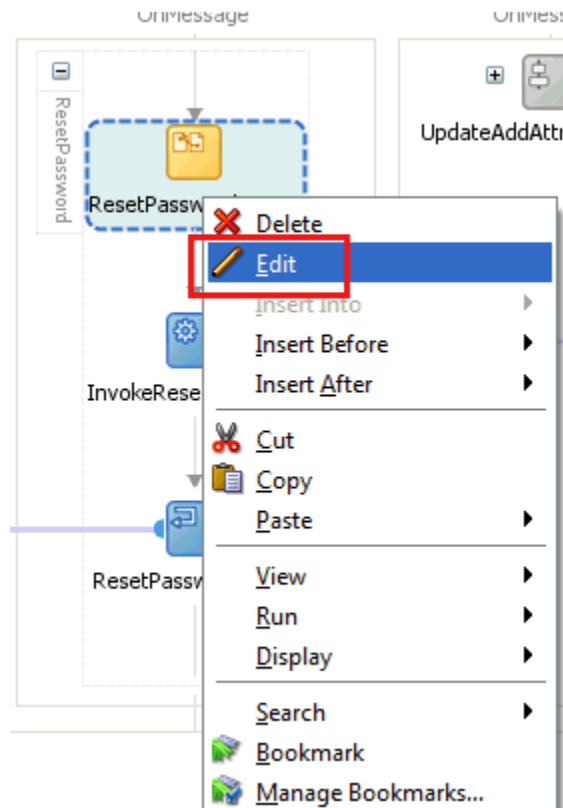 OnMessage
OnMess
ResetPassword
UpdateAddAttr
ResetPassw
Delete
Edit
Insert Into
Insert Before
InvokeRese
Insert After
Cut
Copy
Paste
ResetPassw
View
Run
Display
Search
Bookmark
Manage Bookmarks...